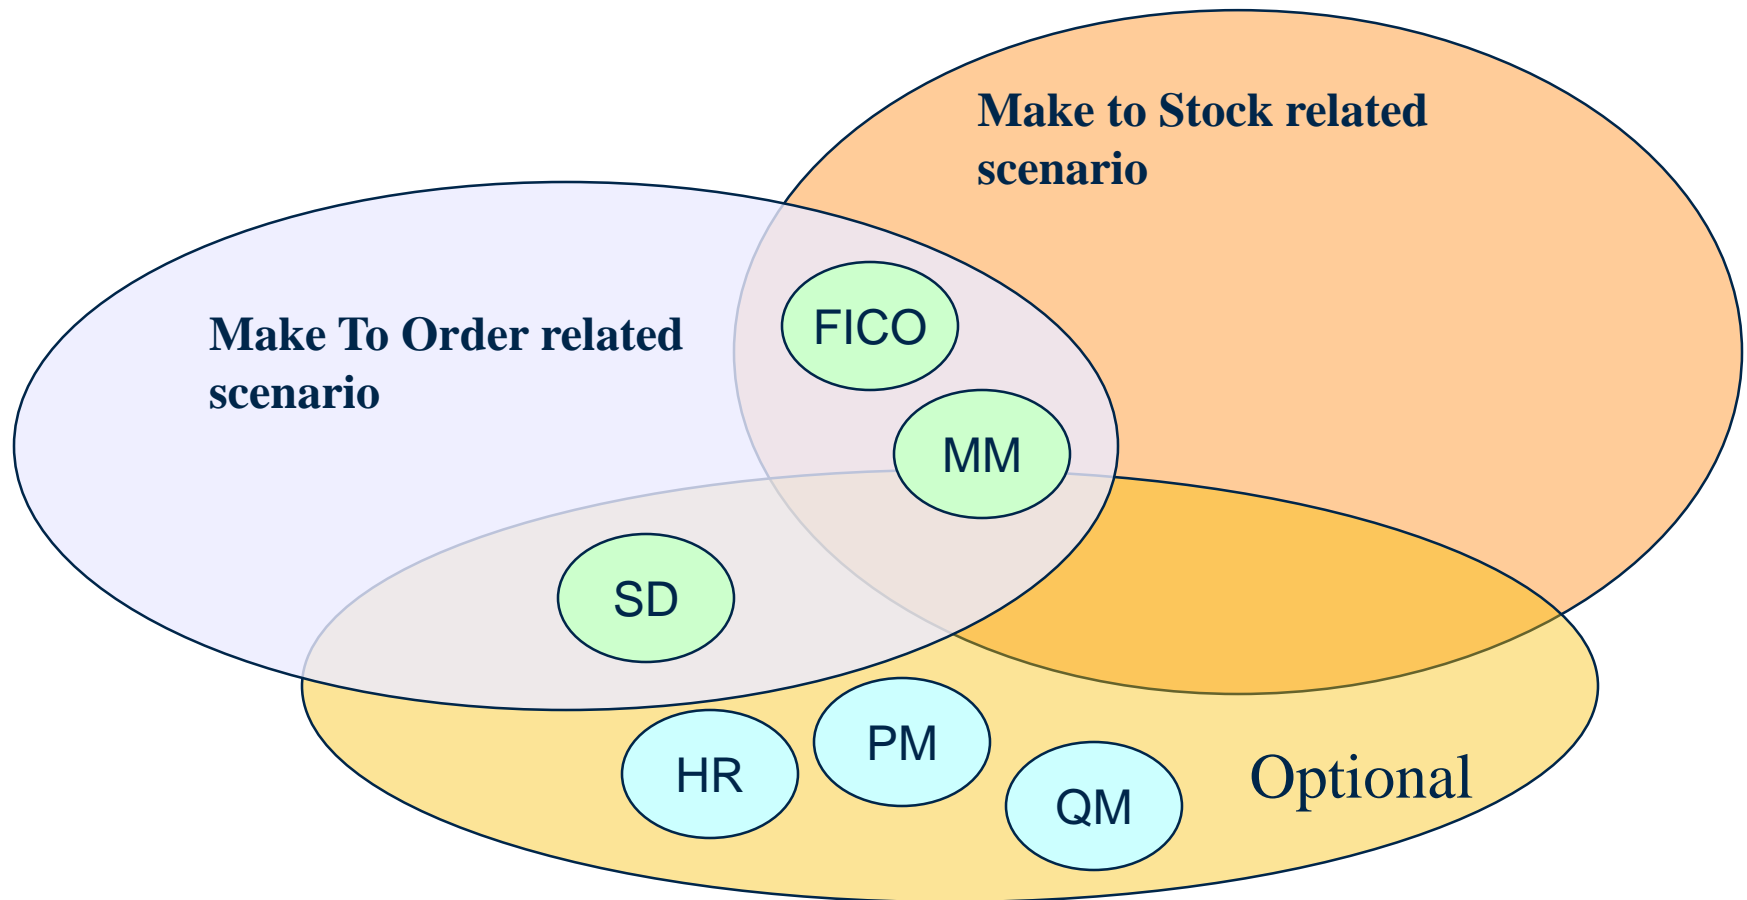 Make to Stock related
scenario
Make To Order related
scenario
FICO
MM
SD
HR
PM
QM
Optional